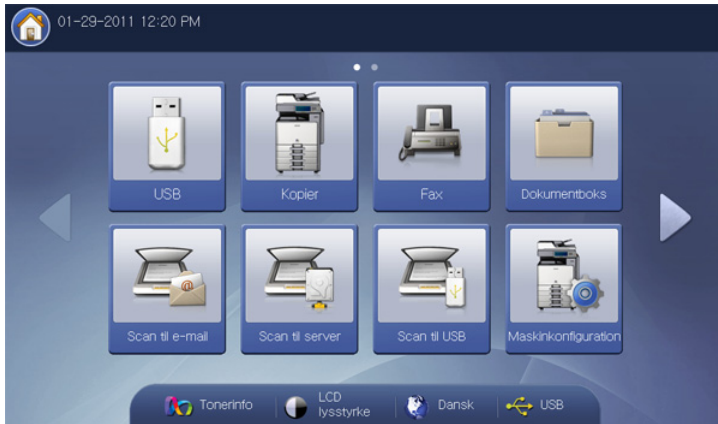 01-29-2011 12:20 PM
USB
Kopier
Fax
Dokumentboks
Scan til e-mail
Scan til server
Scan til USB
Maskinkonfiguration
Tonerinfo
LCD
lysstyrke
Dansk
USB